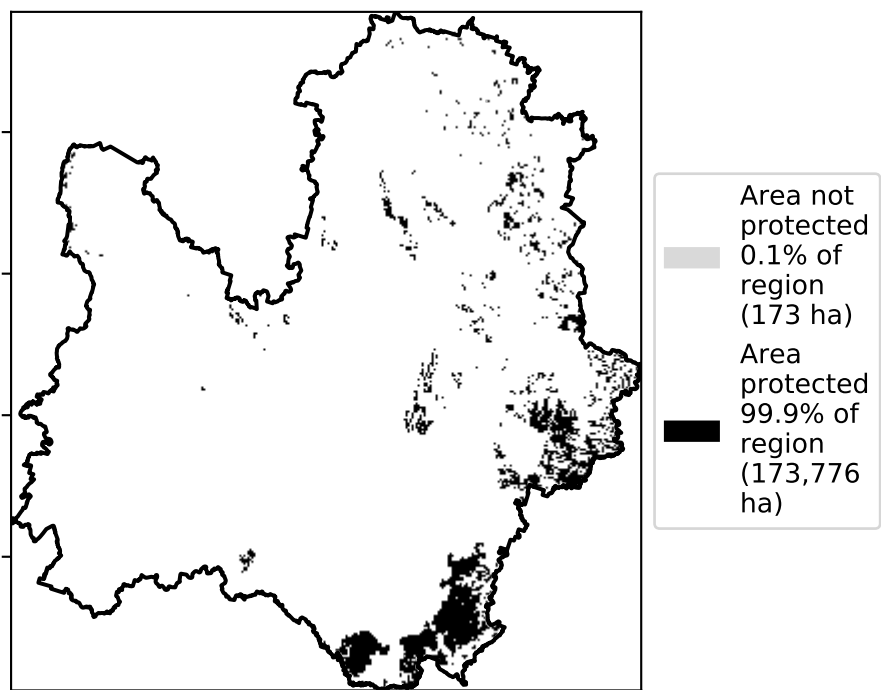 Area not
protected
0.1% of
region
(173 ha)
Area
protected
99.9% of
region
(173,776
ha)